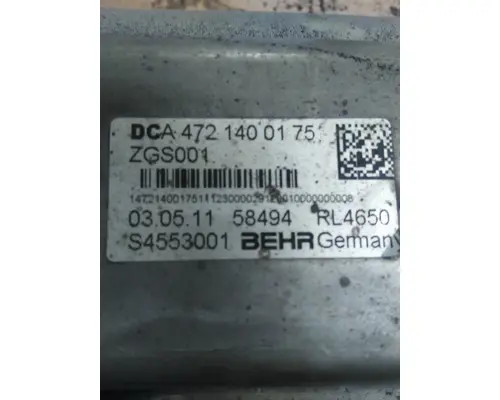 DCA 472 140 01 75
ZGS001
03.05.11 58494 RL4650
S4553001 BEHR German